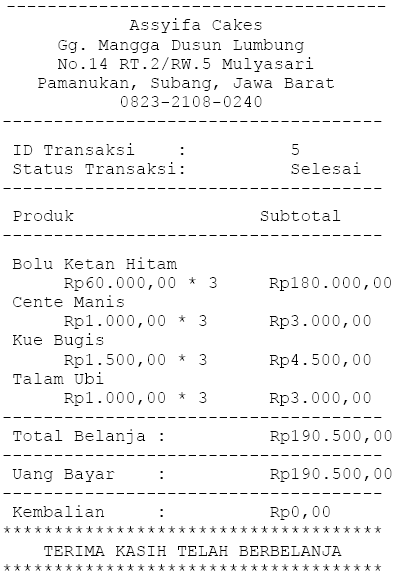 ---------------------------------------
Assyifa Cakes
Gg. Mangga Dusun Lumbung
No.14 RT.2/RW.5 Mulyasari
Pamanukan, Subang, Jawa Barat
0823-2108-0240
---------------------------------------
ID Transaksi : 5
Status Transaksi: Selesai
---------------------------------------
Produk Subtotal
---------------------------------------
Bolu Ketan Hitam
Rp60.000,00 * 3 Rp180.000,00
Cente Manis
Rp1.000,00 * 3 Rp3.000,00
Kue Bugis
Rp1.500,00 * 3 Rp4.500,00
Talam Ubi
Rp1.000,00 * 3 Rp3.000,00
---------------------------------------
Total Belanja : Rp190.500,00
---------------------------------------
Uang Bayar : Rp190.500,00
---------------------------------------
Kembalian : Rp0,00
***************************************
TERIMA KASIH TELAH BERBELANJA
***************************************